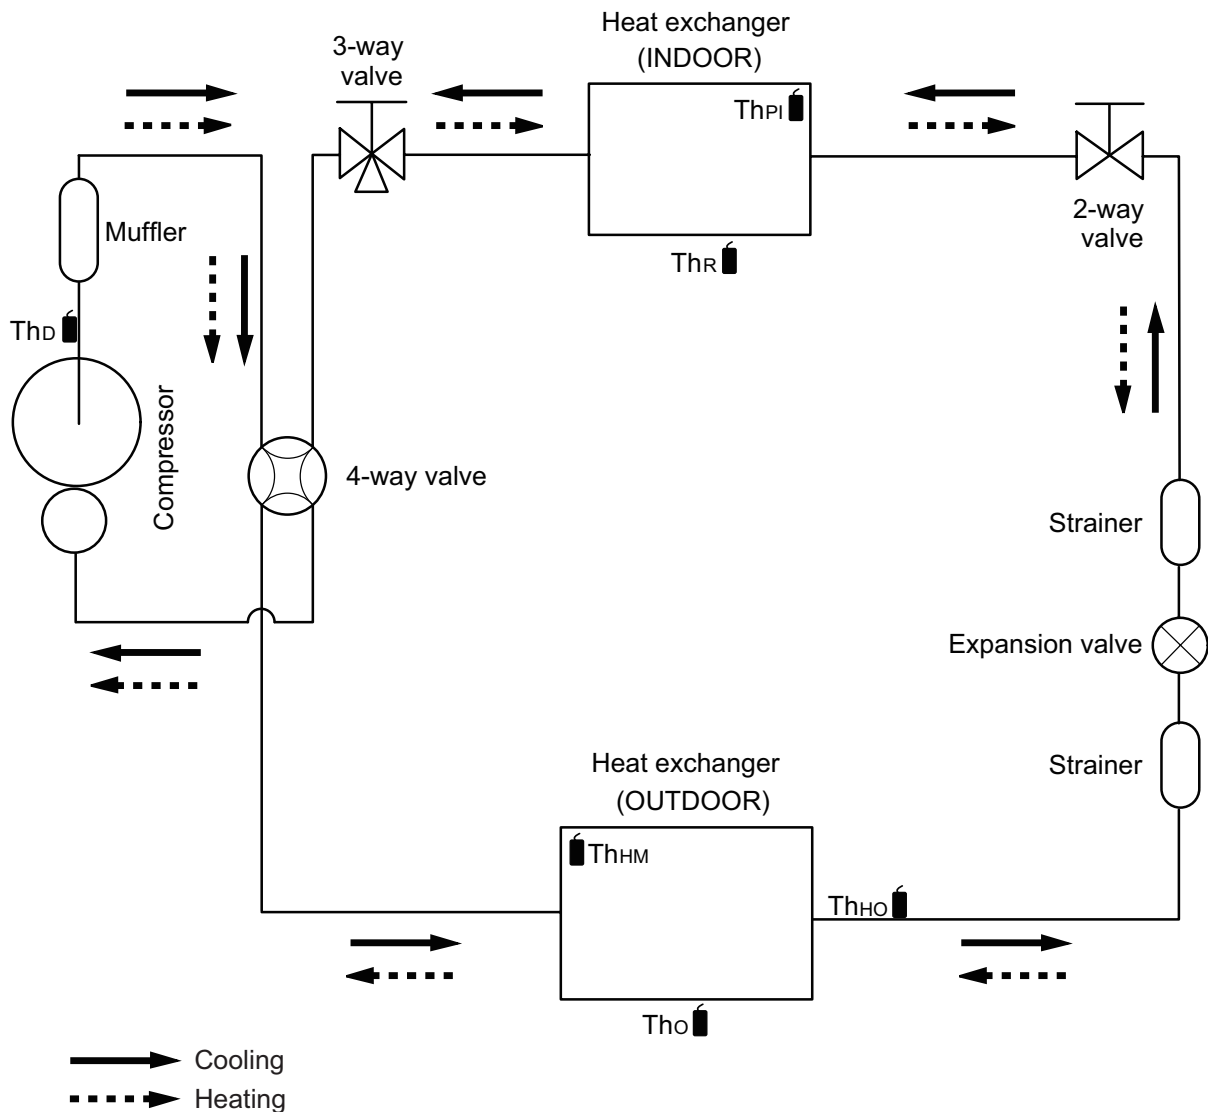 Heat exchanger
(INDOOR)
3-way
valve
ThPI
Muffler
2-way
valve
ThR
ThD
Compressor
4-way valve
Strainer
Expansion valve
Heat exchanger
(OUTDOOR)
Strainer
ThHM
ThHO
ThO
Cooling
Heating